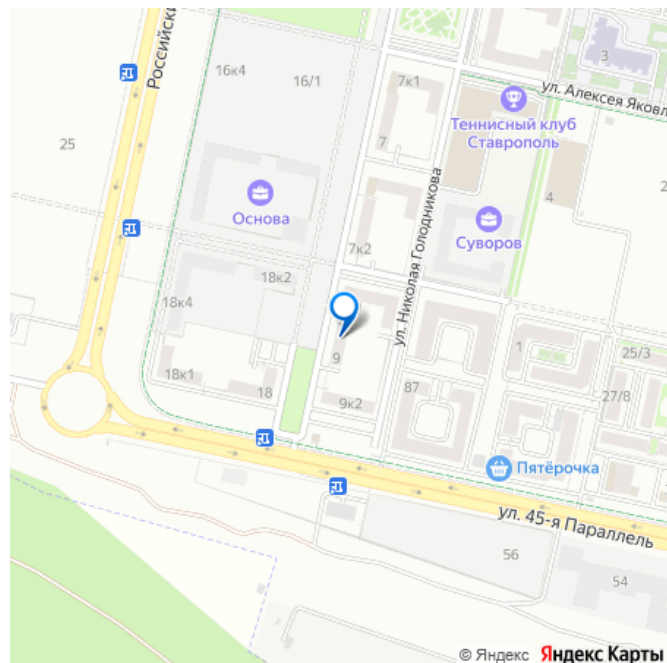 Российски
16к4
16/1
7к1
3
ул. Алексея Яковл
Теннисный клуб
Ставрополь
25
7
4
2
Основа
Суворов
ул. Николая Голодникова
7к2
18к2
18к4
9
1
25/3
18к1
18
9к2
87
27/8
Пятёрочка
ул. 45-я Параллель
56
54
© Яндекс Яндекс Карты